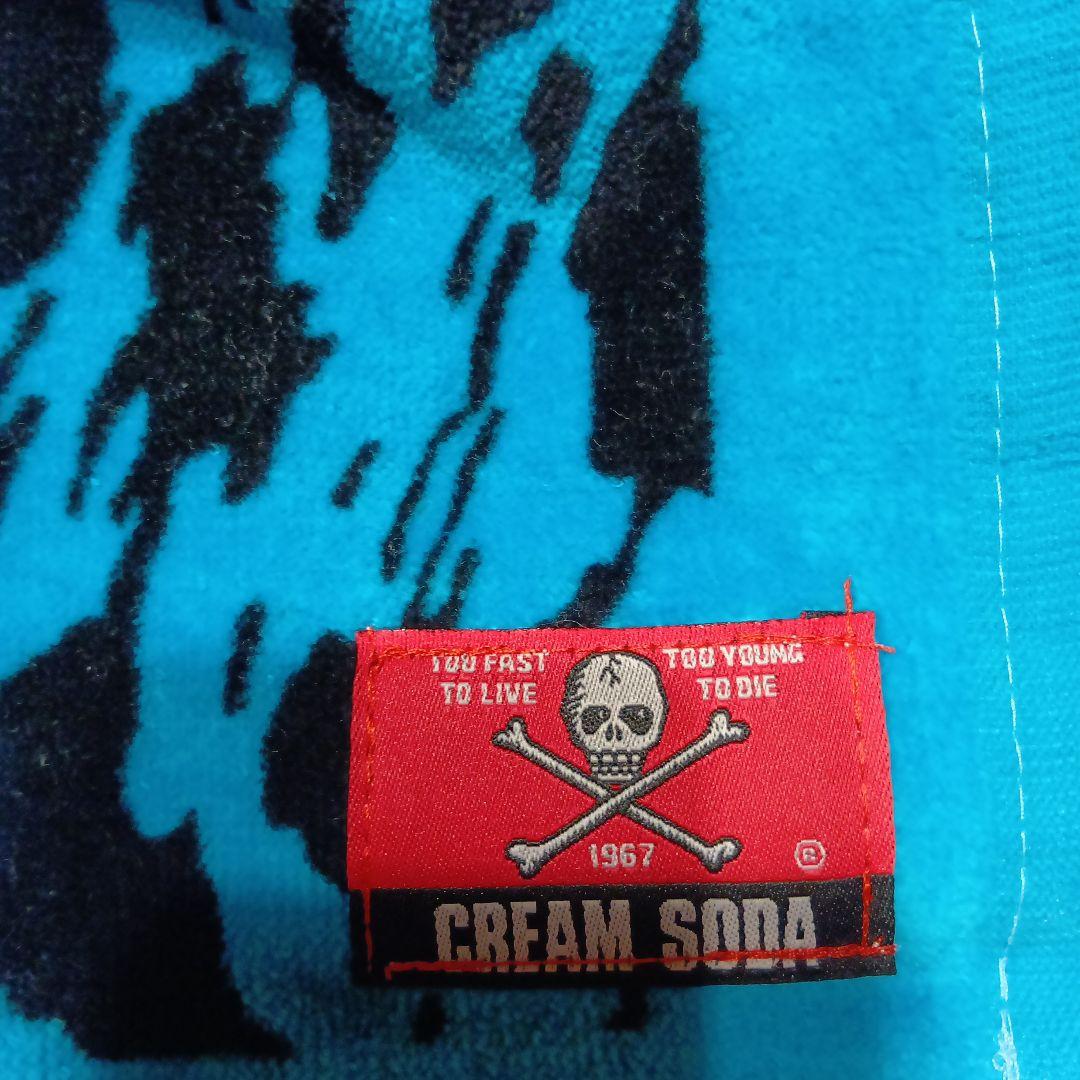 TOO FAST TOO YOUNG
TO LIVE TO DIE
1967 ®
CREAM SODA